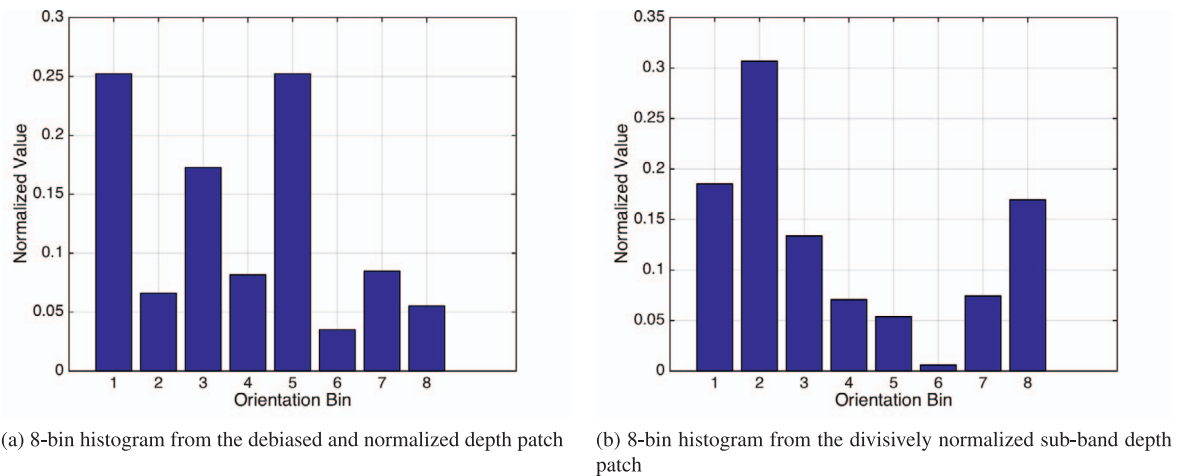 0.3
0.25
0.2
0.15
0.1
0.05
0
Normalized Value
1 2 3 4 5 6 7 8
Orientation Bin
(a) 8-bin histogram from the debiased and normalized depth patch
0.35
0.3
0.25
0.2
0.15
0.1
0.05
0
Normalized Value
1 2 3 4 5 6 7 8
Orientation Bin
(b) 8-bin histogram from the divisively normalized sub-band depth
patch